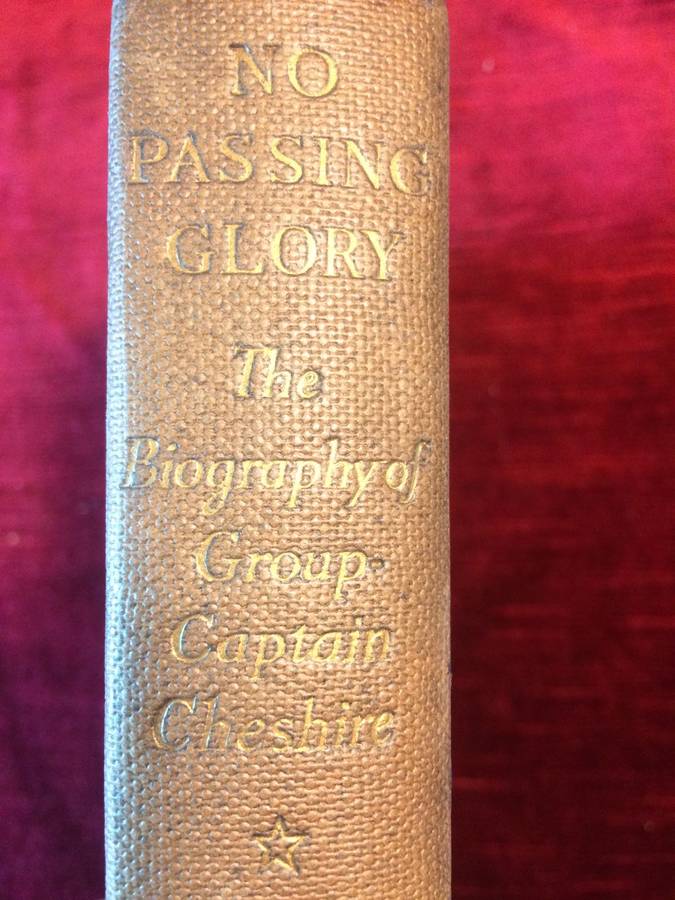 NO
PASSING
GLORY
The
Biography of
Group-
Captain
Cheshire